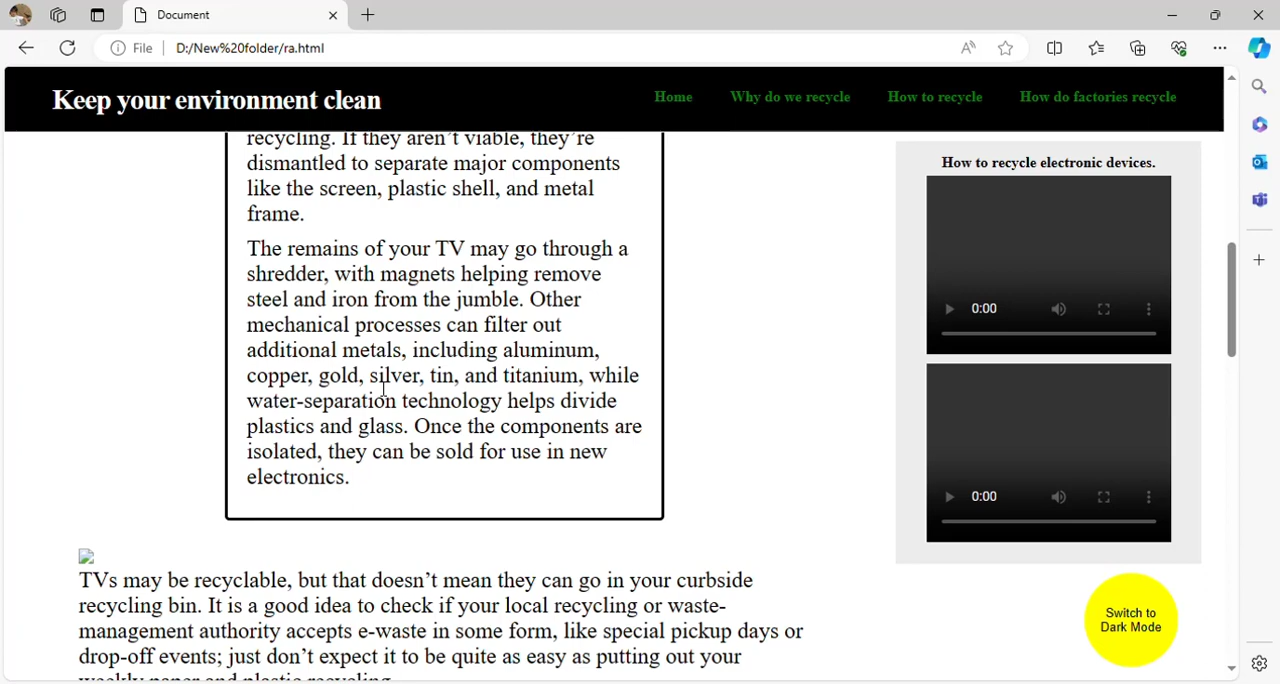 Document
File
D:/New%20folder/ra.html
Keep your environment clean
Home
Why do we recycle
How to recycle
How do factories recycle
recycling. If they aren’t viable, they’re
dismantled to separate major components
like the screen, plastic shell, and metal
frame.
The remains of your TV may go through a
shredder, with magnets helping remove
steel and iron from the jumble. Other
mechanical processes can filter out
additional metals, including aluminum,
copper, gold, silver, tin, and titanium, while
water-separation technology helps divide
plastics and glass. Once the components are
isolated, they can be sold for use in new
electronics.
How to recycle electronic devices.
0:00
0:00
TVs may be recyclable, but that doesn’t mean they can go in your curbside
recycling bin. It is a good idea to check if your local recycling or waste-
management authority accepts e-waste in some form, like special pickup days or
drop-off events; just don’t expect it to be quite as easy as putting out your
weekly paper and plastic recycling.
Switch to
Dark Mode